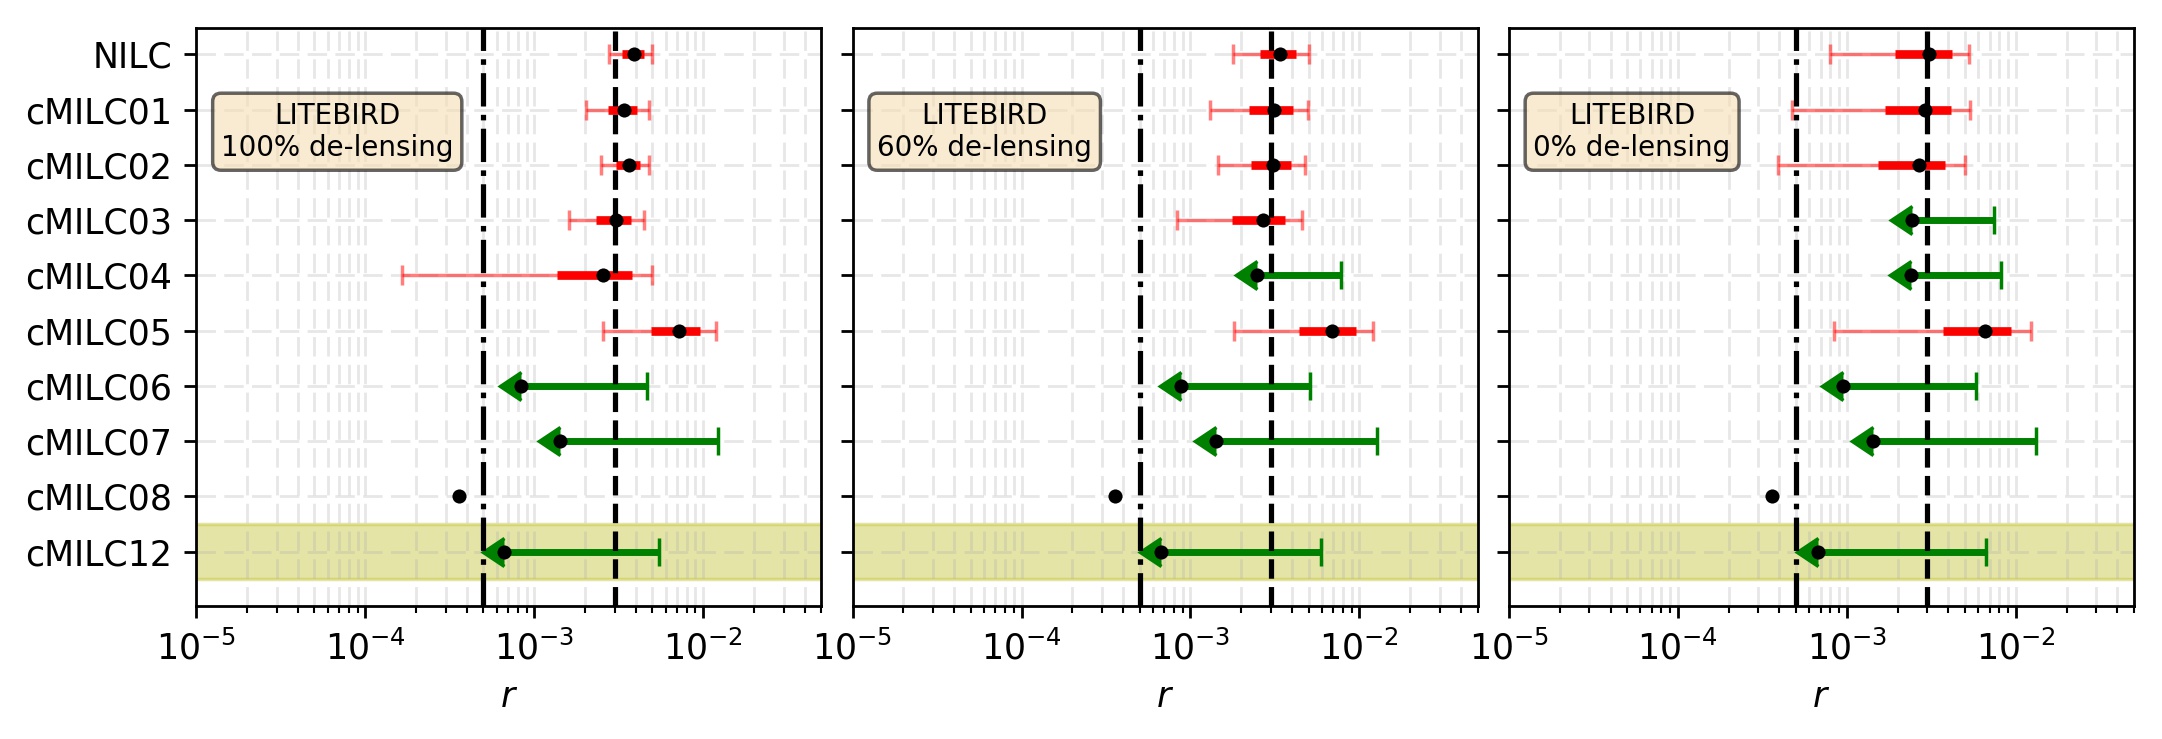 NILC
cMILC01
cMILC02
cMILC03
cMILC04
cMILC05
cMILC06
cMILC07
cMILC08
cMILC12
LITEBIRD
100% de-lensing
10⁻⁵
10⁻⁴
10⁻³
10⁻²
r
LITEBIRD
60% de-lensing
10⁻⁵
10⁻⁴
10⁻³
10⁻²
r
LITEBIRD
0% de-lensing
10⁻⁵
10⁻⁴
10⁻³
10⁻²
r